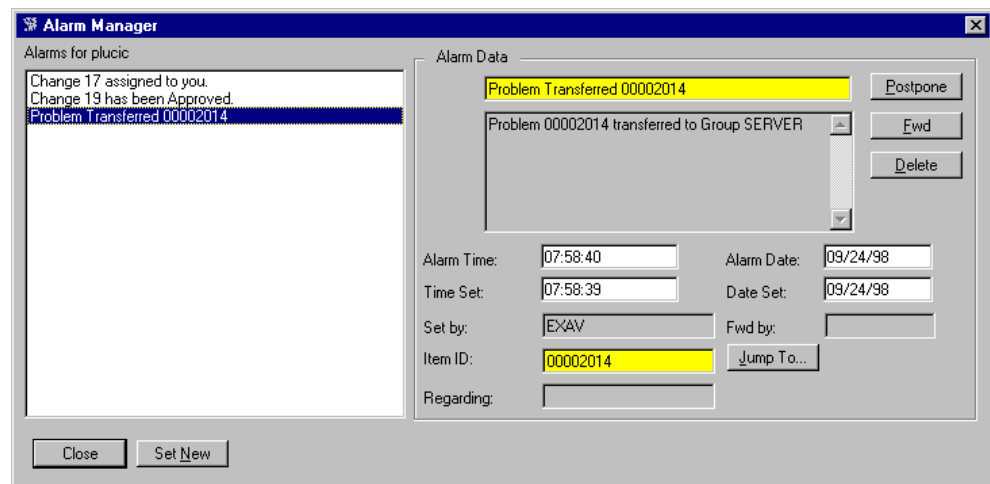 Alarm Manager
Alarms for plucic
Change 17 assigned to you.
Change 19 has been Approved.
Problem Transferred 00002014
Alarm Data
Problem Transferred 00002014
Problem 00002014 transferred to Group SERVER
Postpone
Fwd
Delete
Alarm Time: 07:58:40 Alarm Date: 09/24/98
Time Set: 07:58:39 Date Set: 09/24/98
Set by: EXAV Fwd by:
Item ID: 00002014 Jump To...
Regarding:
Close Set New